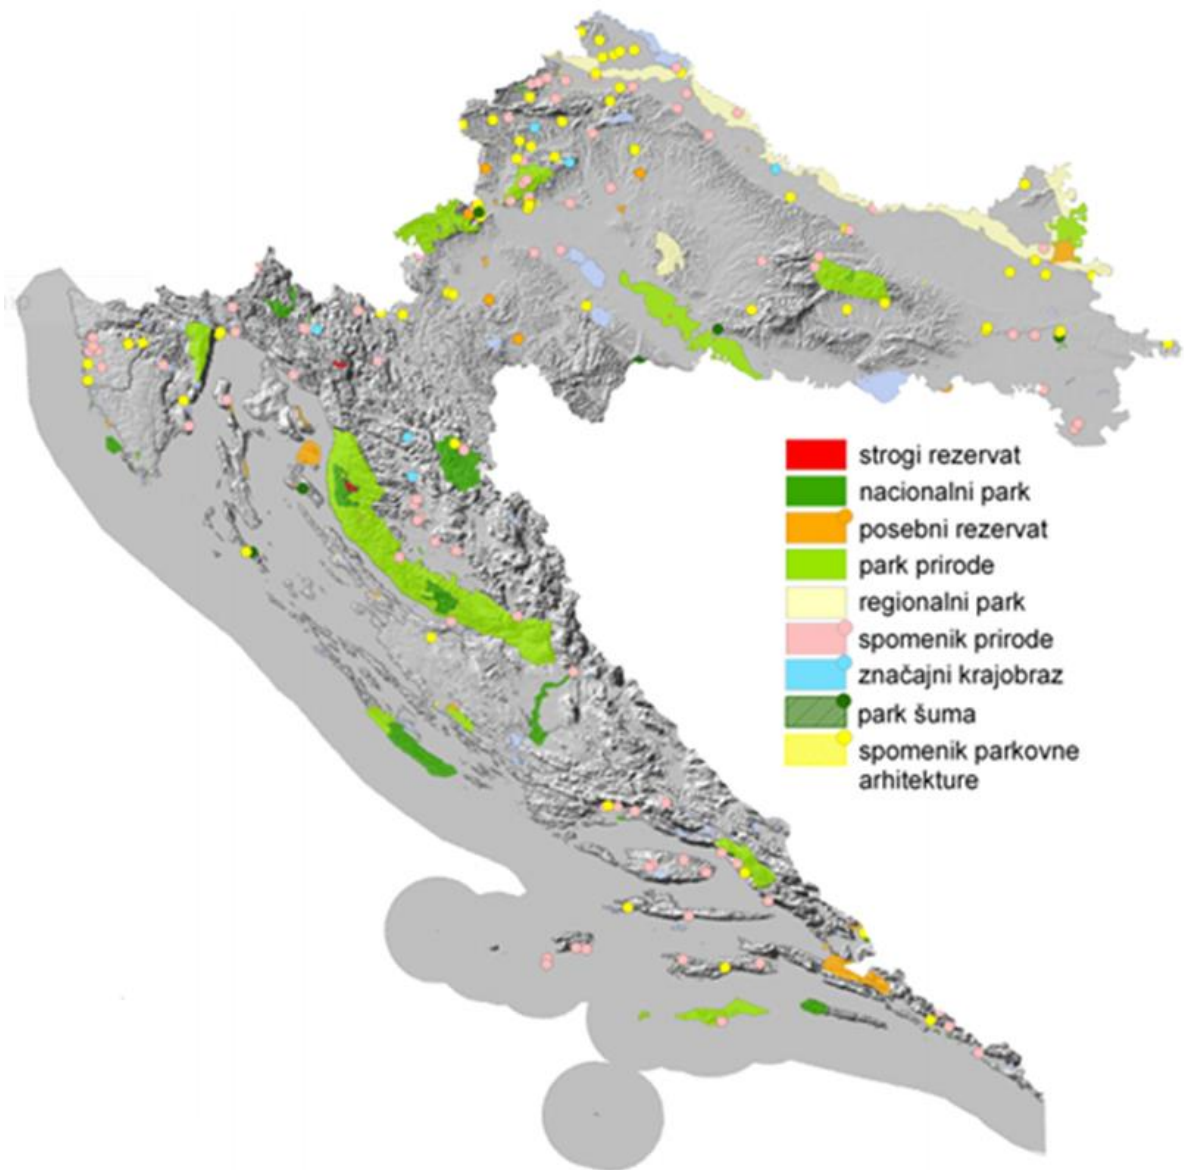 strogi rezervat
nacionalni park
posebni rezervat
park prirode
regionalni park
spomenik prirode
značajni krajobraz
park šuma
spomenik parkovne
arhitekture